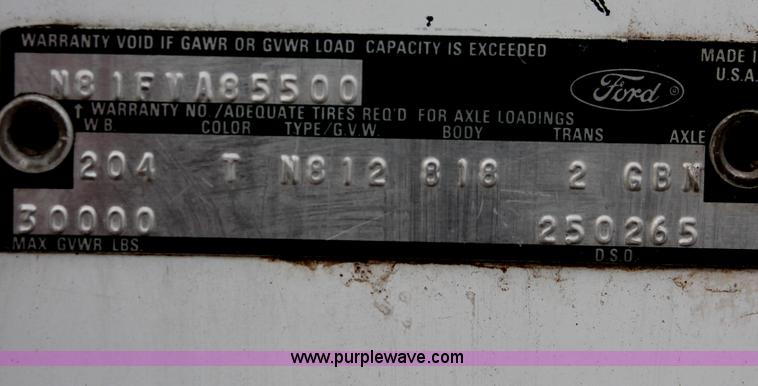 WARRANTY VOID IF GAWR OR GVWR LOAD CAPACITY IS EXCEEDED
MADE I
U.S.A.
N81FVA85500
Ford
↑ WARRANTY NO./ADEQUATE TIRES REQ'D FOR AXLE LOADINGS
W.B. COLOR TYPE/G.V.W. BODY TRANS AXLE
204 T N812 818 2 GBN
30000 250265
MAX GVWR LBS. D.S.O.
www.purplewave.com